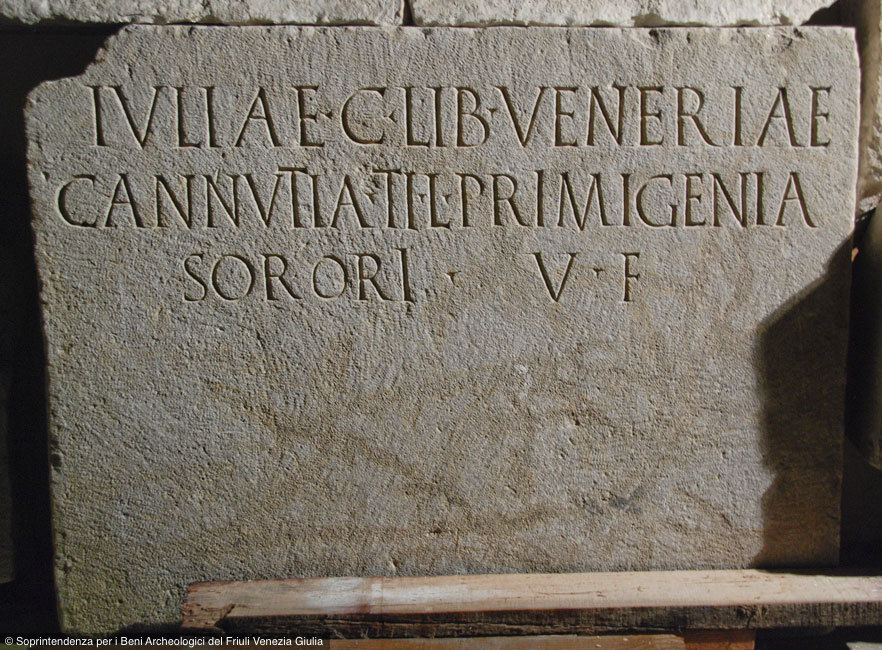 IVLIAE·C·LIB·VENERIAE
CANNVTIA·TI·L·PRIMIGENIA
SORORI · V·F
© Soprintendenza per i Beni Archeologici del Friuli Venezia Giulia